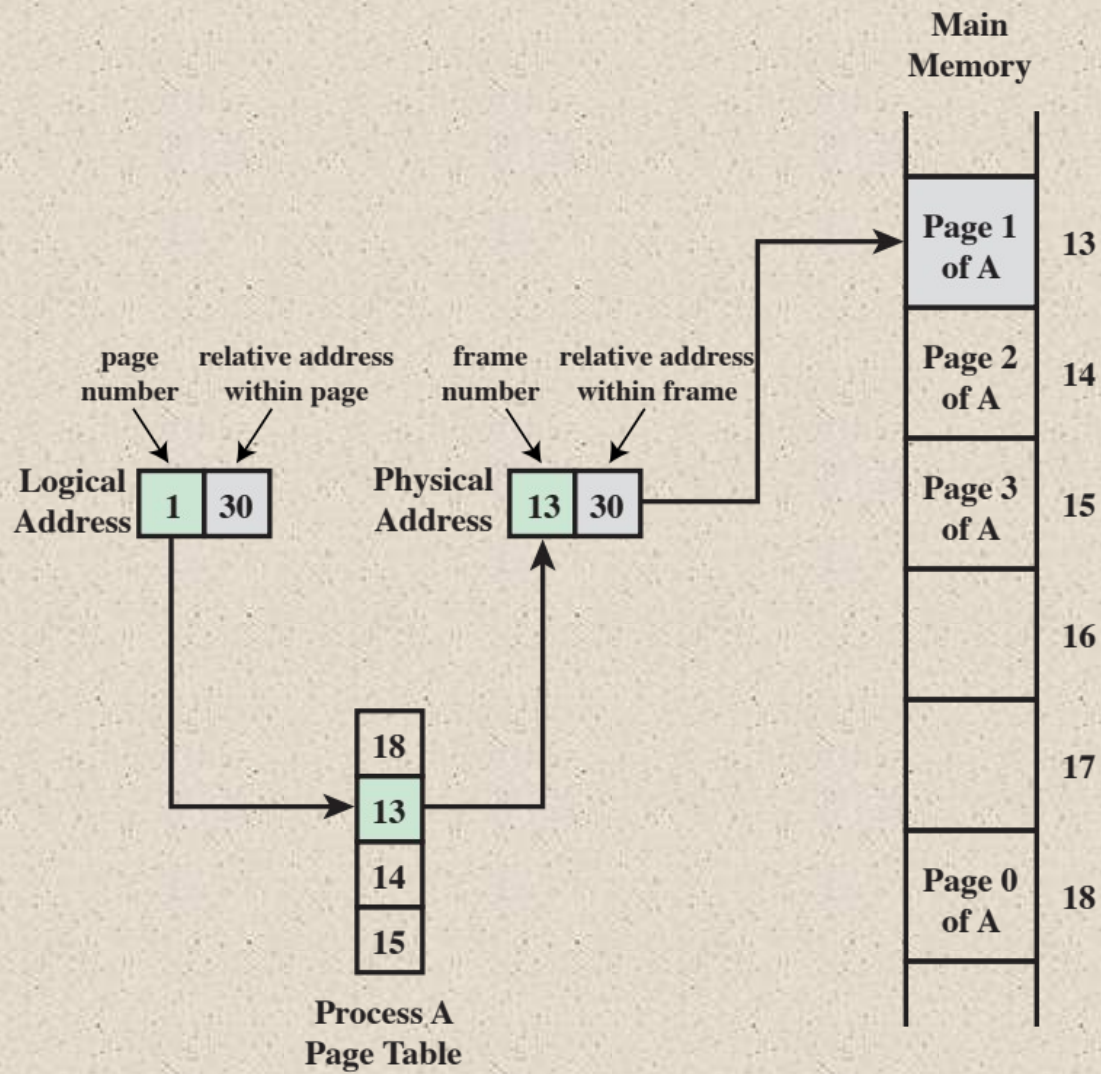 Main
Memory
Page 1
of A
13
Page 2
of A
14
Page 3
of A
15
16
17
Page 0
of A
18
page
number
relative address
within page
frame
number
relative address
within frame
Logical
Address
1
30
Physical
Address
13
30
18
13
14
15
Process A
Page Table